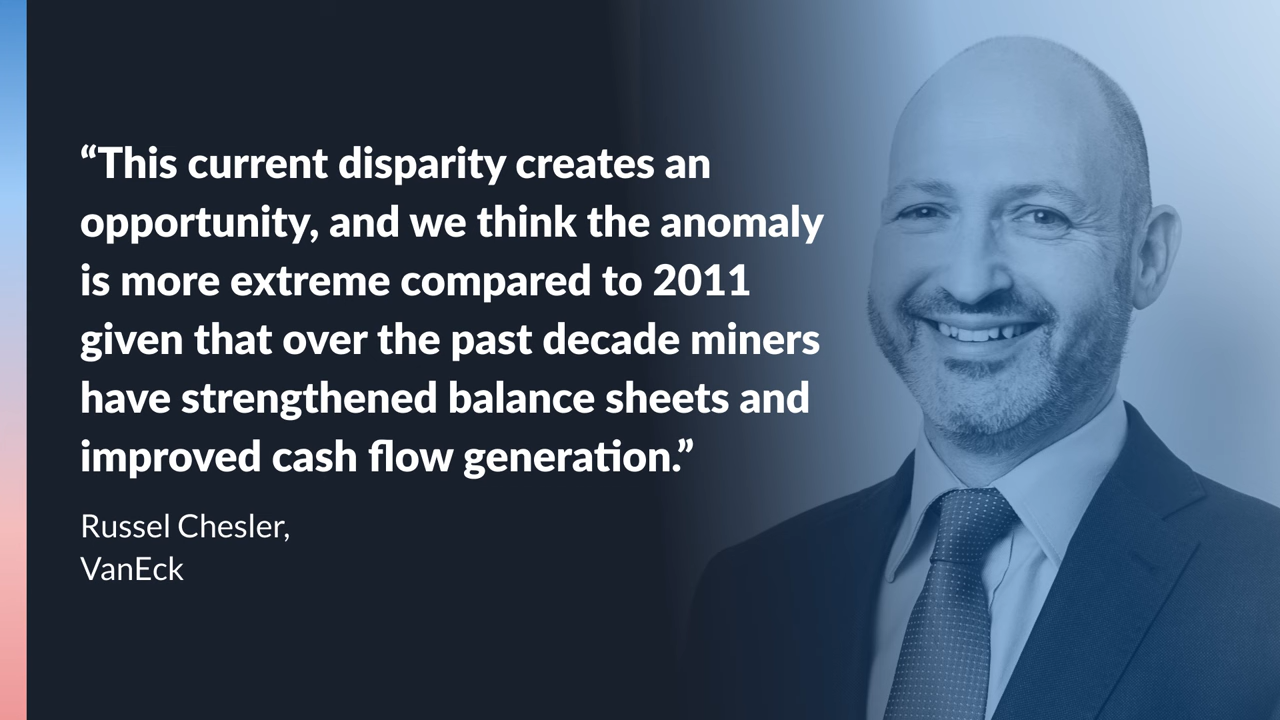 “This current disparity creates an
opportunity, and we think the anomaly
is more extreme compared to 2011
given that over the past decade miners
have strengthened balance sheets and
improved cash flow generation.”
Russel Chesler,
VanEck